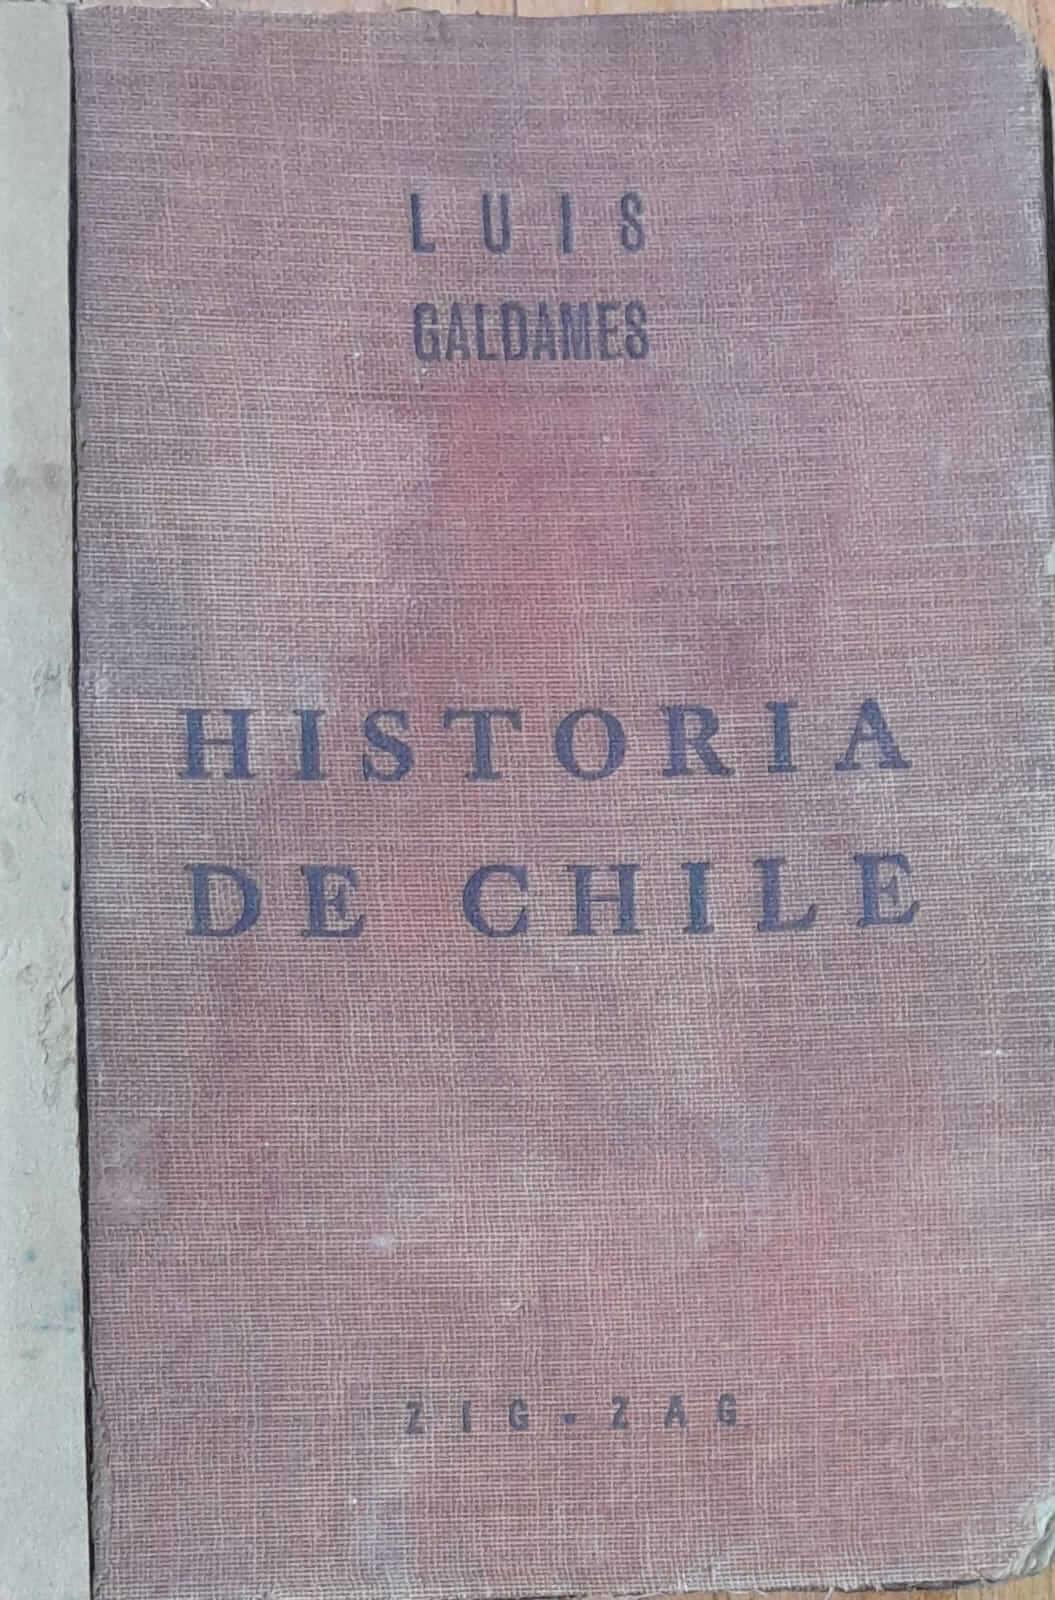 LUIS
GALDAMES
HISTORIA
DE CHILE
ZIG-ZAG